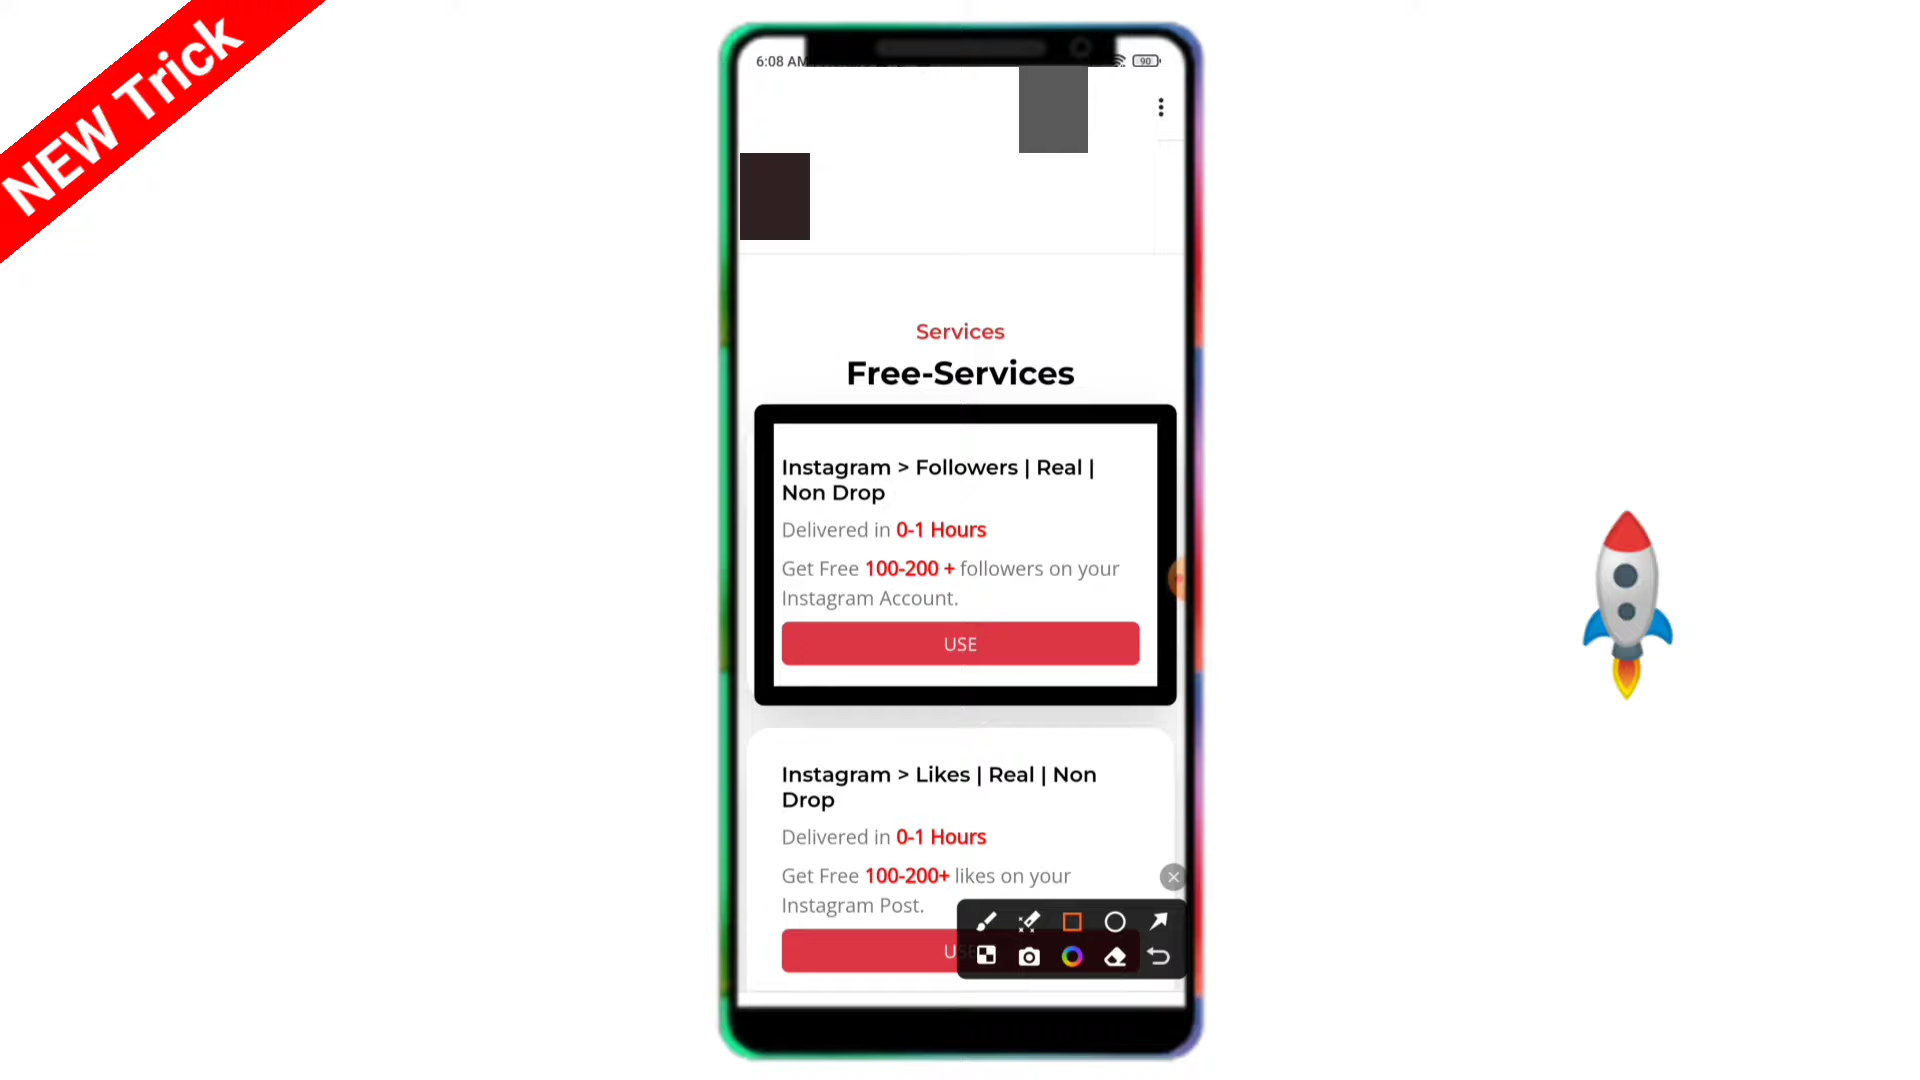 NEW Trick
6:08 AM
90
Services
Free-Services
Instagram > Followers | Real |
Non Drop
Delivered in 0-1 Hours
Get Free 100-200 + followers on your
Instagram Account.
USE
Instagram > Likes | Real | Non
Drop
Delivered in 0-1 Hours
Get Free 100-200+ likes on your
Instagram Post.
USE